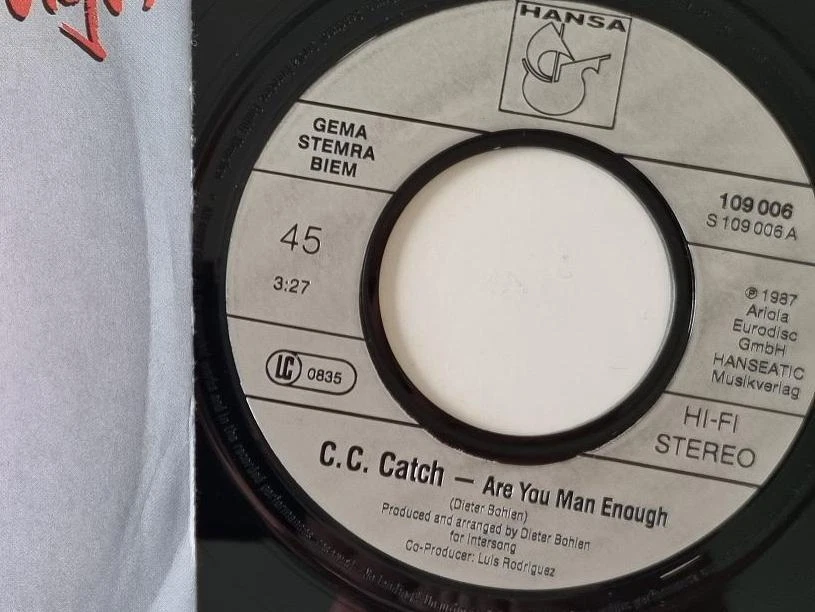 HANSA
GEMA
STEMRA
BIEM
109 006
S 109 006 A
45
3:27
℗ 1987
Ariola
Eurodisc
GmbH
HANSEATIC
Musikverlag
LC 0835
HI-FI
STEREO
C.C. Catch – Are You Man Enough
(Dieter Bohlen)
Produced and arranged by Dieter Bohlen
for Intersong
Co-Producer: Luis Rodriguez